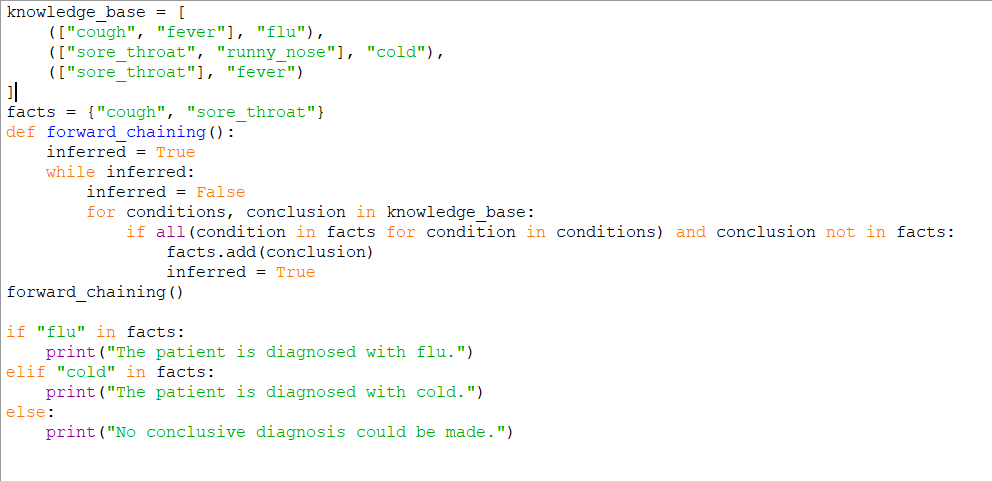 knowledge_base = [
    (["cough", "fever"], "flu"),
    (["sore_throat", "runny_nose"], "cold"),
    (["sore_throat"], "fever")
]
facts = {"cough", "sore_throat"}
def forward_chaining():
    inferred = True
    while inferred:
        inferred = False
        for conditions, conclusion in knowledge_base:
            if all(condition in facts for condition in conditions) and conclusion not in facts:
                facts.add(conclusion)
                inferred = True
forward_chaining()

if "flu" in facts:
    print("The patient is diagnosed with flu.")
elif "cold" in facts:
    print("The patient is diagnosed with cold.")
else:
    print("No conclusive diagnosis could be made.")